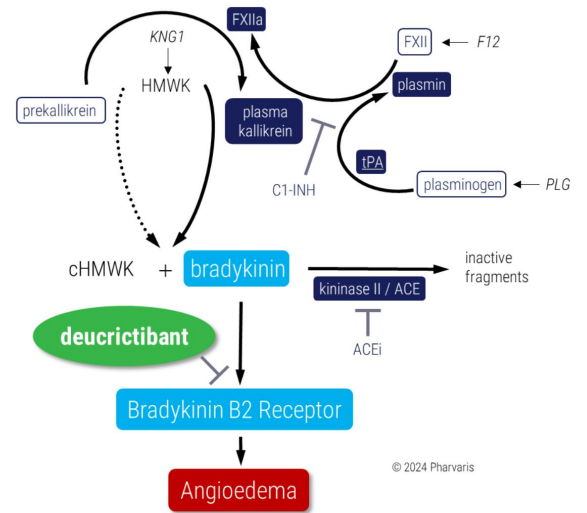 KNG1
FXIIa
FXII
F12
HMWK
prekallikrein
plasma
kallikrein
plasmin
tPA
C1-INH
plasminogen
PLG
cHMWK + bradykinin
inactive
fragments
kininase II / ACE
deucrictibant
ACEi
Bradykinin B2 Receptor
© 2024 Pharvaris
Angioedema